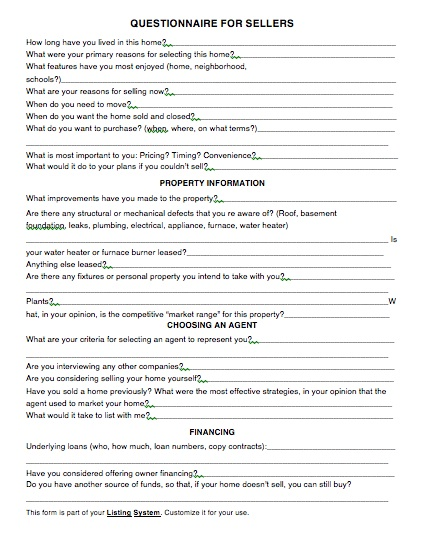 QUESTIONNAIRE FOR SELLERS
How long have you lived in this home?
What were your primary reasons for selecting this home?
What features have you most enjoyed (home, neighborhood,
schools?)
What are your reasons for selling now?
When do you need to move?
When do you want the home sold and closed?
What do you want to purchase? (when, where, on what terms?)
What is most important to you: Pricing? Timing? Convenience?
What would it do to your plans if you couldn't sell?
PROPERTY INFORMATION
What improvements have you made to the property?
Are there any structural or mechanical defects that you re aware of? (Roof, basement
foundation, leaks, plumbing, electrical, appliance, furnace, water heater)
Is
your water heater or furnace burner leased?
Anything else leased?
Are there any fixtures or personal property you intend to take with you?
Plants? W
hat, in your opinion, is the competitive "market range" for this property?
CHOOSING AN AGENT
What are your criteria for selecting an agent to represent you?
Are you interviewing any other companies?
Are you considering selling your home yourself?
Have you sold a home previously? What were the most effective strategies, in your opinion that the
agent used to market your home?
What would it take to list with me?
FINANCING
Underlying loans (who, how much, loan numbers, copy contracts):
Have you considered offering owner financing?
Do you have another source of funds, so that, if your home doesn't sell, you can still buy?
This form is part of your Listing System. Customize it for your use.